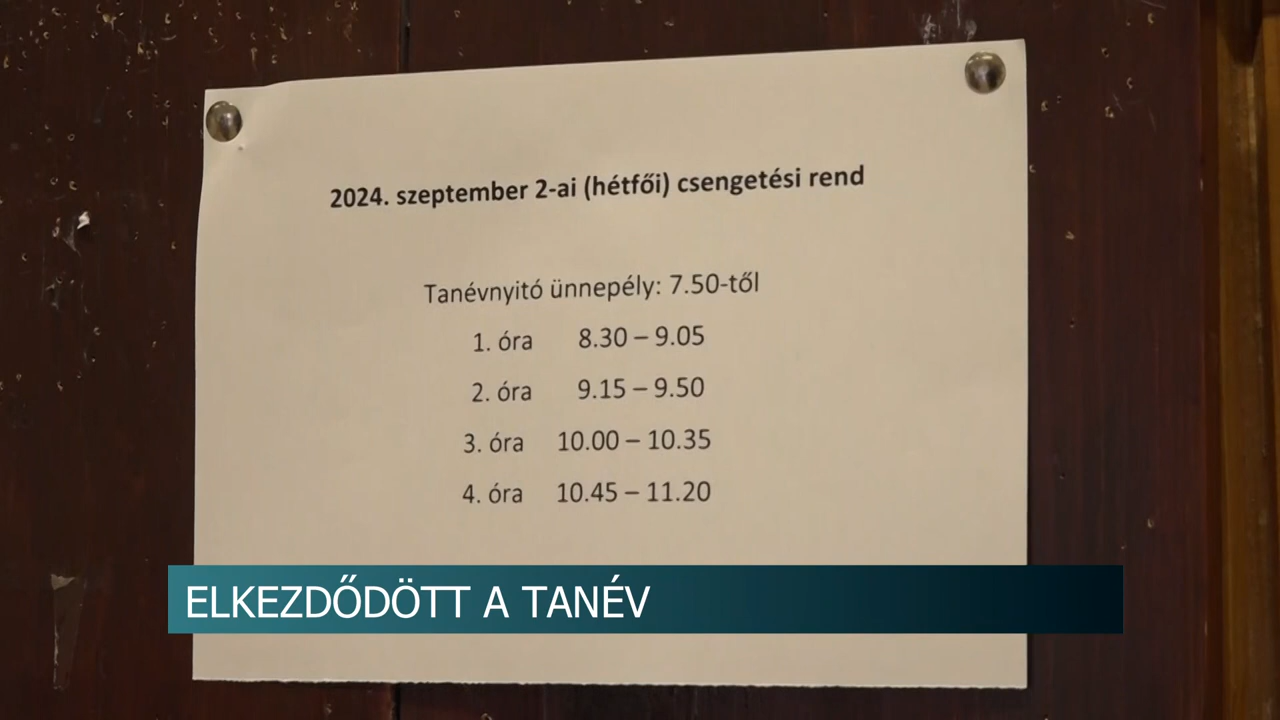 2024. szeptember 2-ai (hétfői) csengetési rend
Tanévnyitó ünnepély: 7.50-től
1. óra 8.30 – 9.05
2. óra 9.15 – 9.50
3. óra 10.00 – 10.35
4. óra 10.45 – 11.20
ELKEZDŐDÖTT A TANÉV